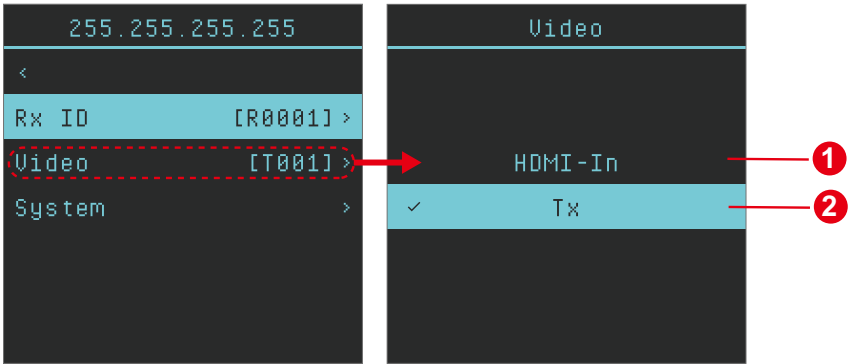 255.255.255.255
<
Rx ID [R0001] >
Video [T001] >
System >
Video
HDMI-In
1
✓ Tx
2